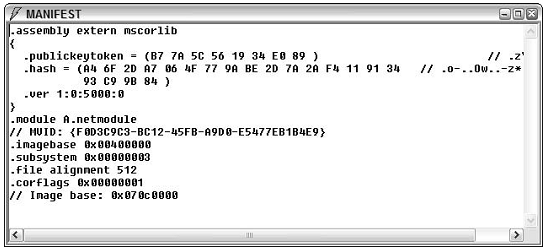 MANIFEST
.assembly extern mscorlib
{
.publickeytoken = (B7 7A 5C 56 19 34 E0 89 ) // .z\
.hash = (A4 6F 2D A7 06 4F 77 9A BE 2D 7A 2A F4 11 91 34 // .o-..Ow..-z*
93 C9 9B 84 )
.ver 1:0:5000:0
}
.module A.netmodule
// MVID: {F0D3C9C3-BC12-45FB-A9D0-E5477EB1B4E9}
.imagebase 0x00400000
.subsystem 0x00000003
.file alignment 512
.corflags 0x00000001
// Image base: 0x070c0000